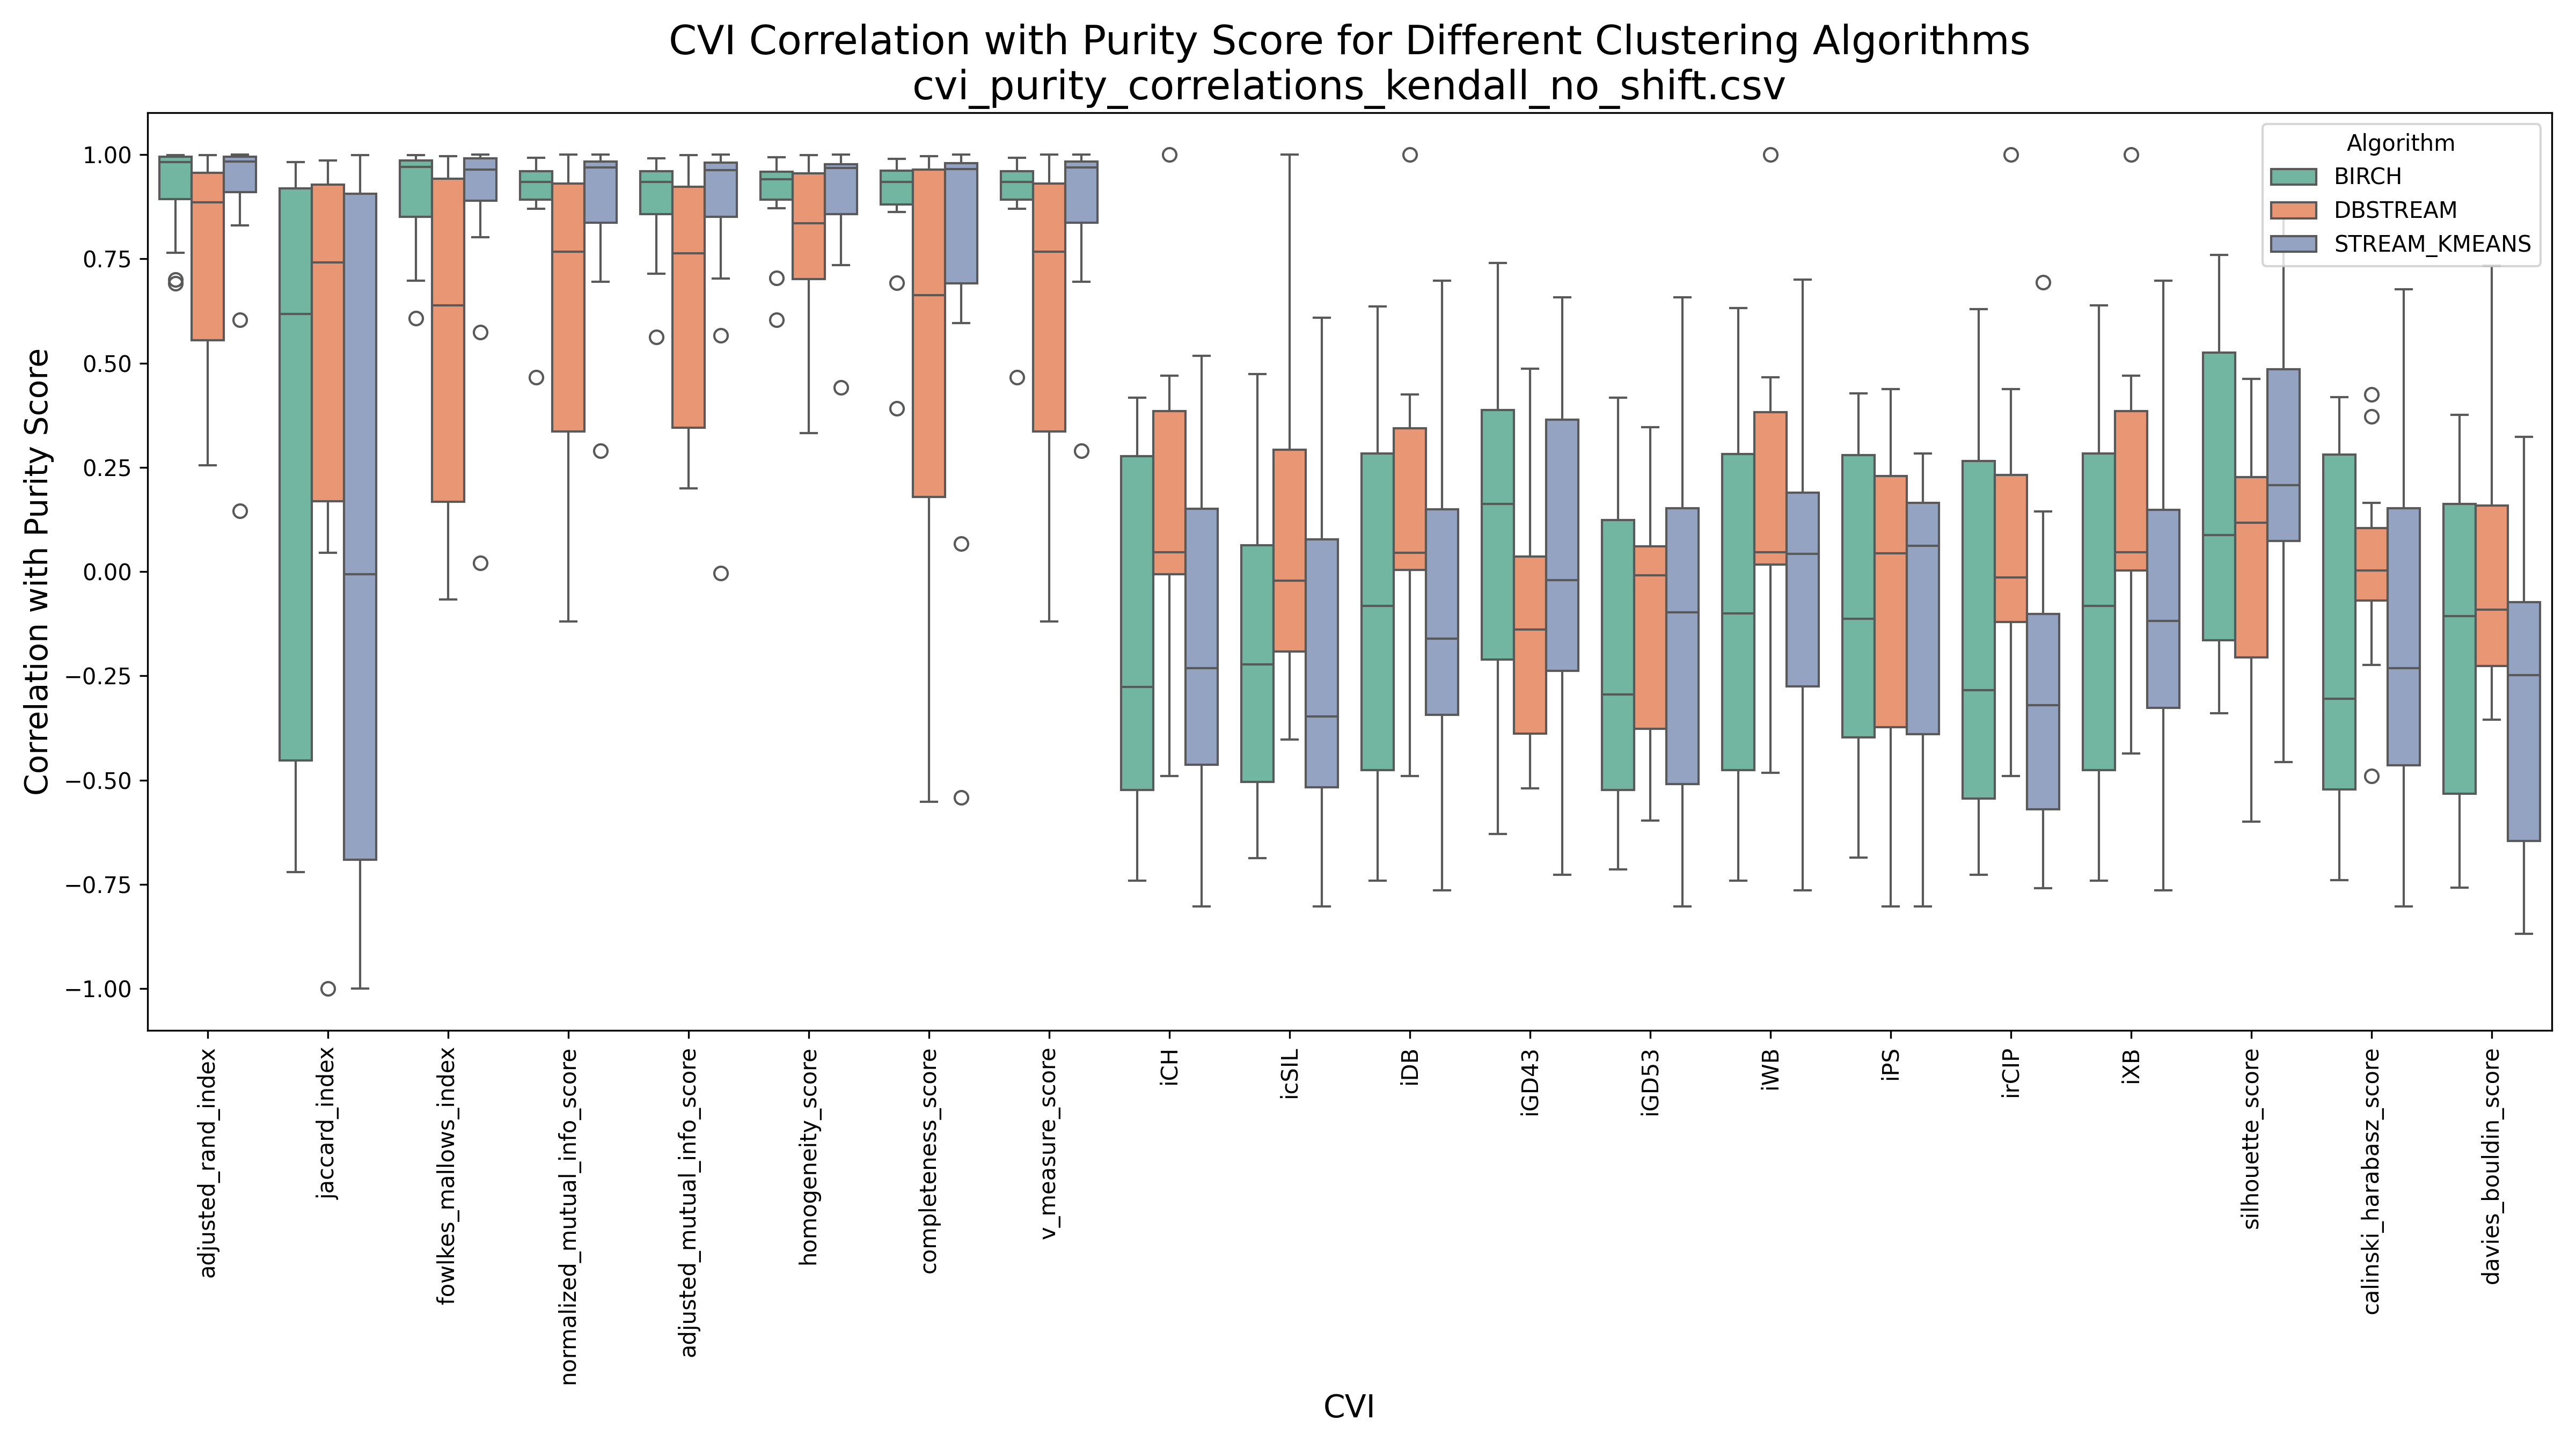 CVI Correlation with Purity Score for Different Clustering Algorithms
cvi_purity_correlations_kendall_no_shift.csv
Correlation with Purity Score
1.00
0.75
0.50
0.25
0.00
−0.25
−0.50
−0.75
−1.00
Algorithm
BIRCH
DBSTREAM
STREAM_KMEANS
adjusted_rand_index
jaccard_index
fowlkes_mallows_index
normalized_mutual_info_score
adjusted_mutual_info_score
homogeneity_score
completeness_score
v_measure_score
iCH
icSIL
iDB
iGD43
iGD53
iWB
iPS
irCIP
iXB
silhouette_score
calinski_harabasz_score
davies_bouldin_score
CVI